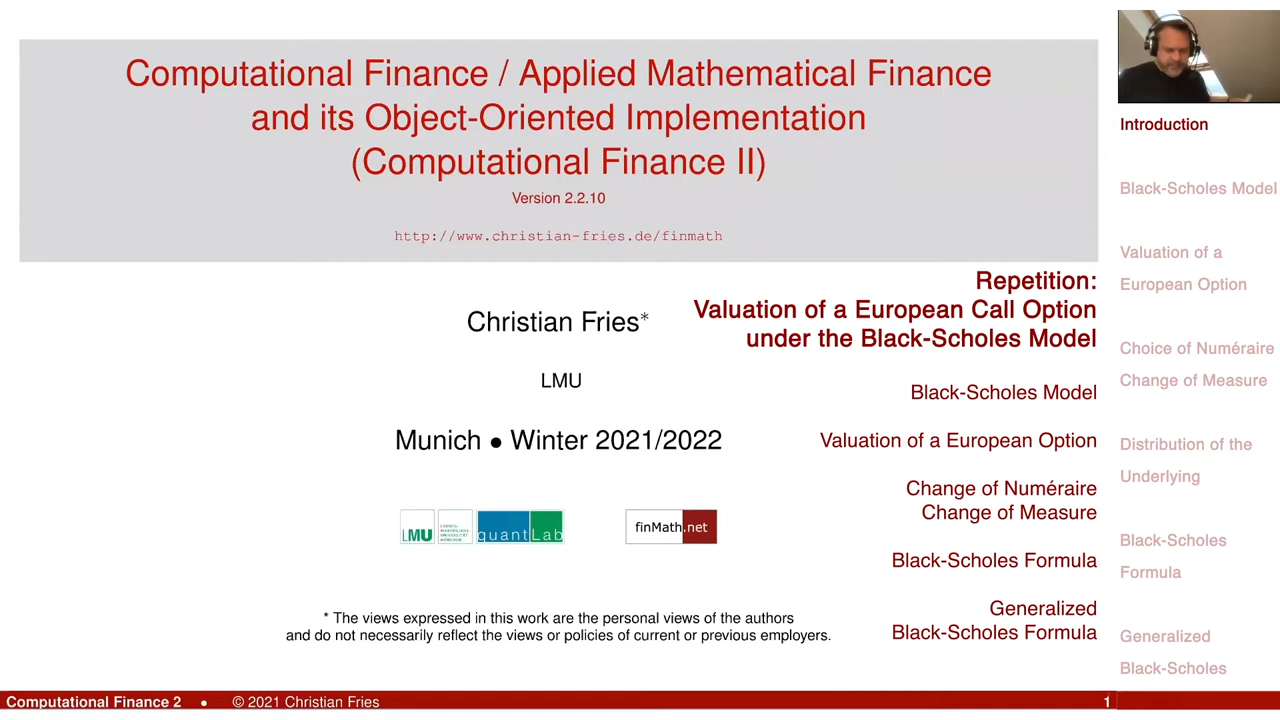 Computational Finance / Applied Mathematical Finance
and its Object-Oriented Implementation
(Computational Finance II)
Version 2.2.10
http://www.christian-fries.de/finmath
Christian Fries*
LMU
Munich • Winter 2021/2022
LMU
quantLab
finMath.net
* The views expressed in this work are the personal views of the authors
and do not necessarily reflect the views or policies of current or previous employers.
Repetition:
Valuation of a European Call Option
under the Black-Scholes Model
Black-Scholes Model
Valuation of a European Option
Change of Numéraire
Change of Measure
Black-Scholes Formula
Generalized
Black-Scholes Formula
Introduction
Black-Scholes Model
Valuation of a
European Option
Choice of Numéraire
Change of Measure
Distribution of the
Underlying
Black-Scholes
Formula
Generalized
Black-Scholes
Computational Finance 2 • © 2021 Christian Fries
1